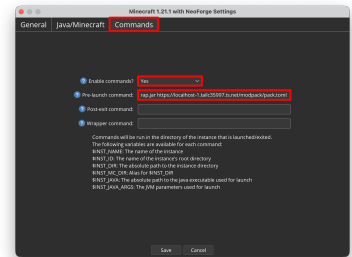 Minecraft 1.21.1 with NeoForge Settings
General Java/Minecraft Commands
Enable commands? Yes
Pre-launch command: rap.jar https://localhost-1.tailc35997.ts.net/modpack/pack.toml
Post-exit command:
Wrapper command:
Commands will be run in the directory of the instance that is launched/exited.
The following variables are available for each command:
$INST_NAME: The name of the instance
$INST_ID: The name of the instance's root directory
$INST_DIR: The absolute path to the instance directory
$INST_MC_DIR: Alias for $INST_DIR
$INST_JAVA: The absolute path to the java executable used for launch
$INST_JAVA_ARGS: The JVM parameters used for launch
Save Cancel